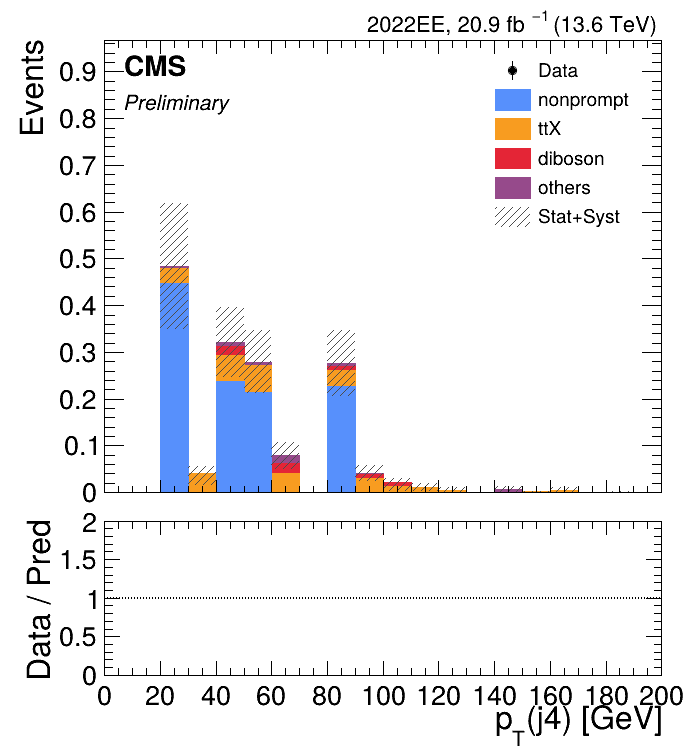 2022EE, 20.9 fb⁻¹ (13.6 TeV)
CMS
Preliminary
Data
nonprompt
ttX
diboson
others
Stat+Syst
Events
0.9
0.8
0.7
0.6
0.5
0.4
0.3
0.2
0.1
0
Data / Pred
2
1.5
1
0.5
0
0 20 40 60 80 100 120 140 160 180 200
p_T(j4) [GeV]